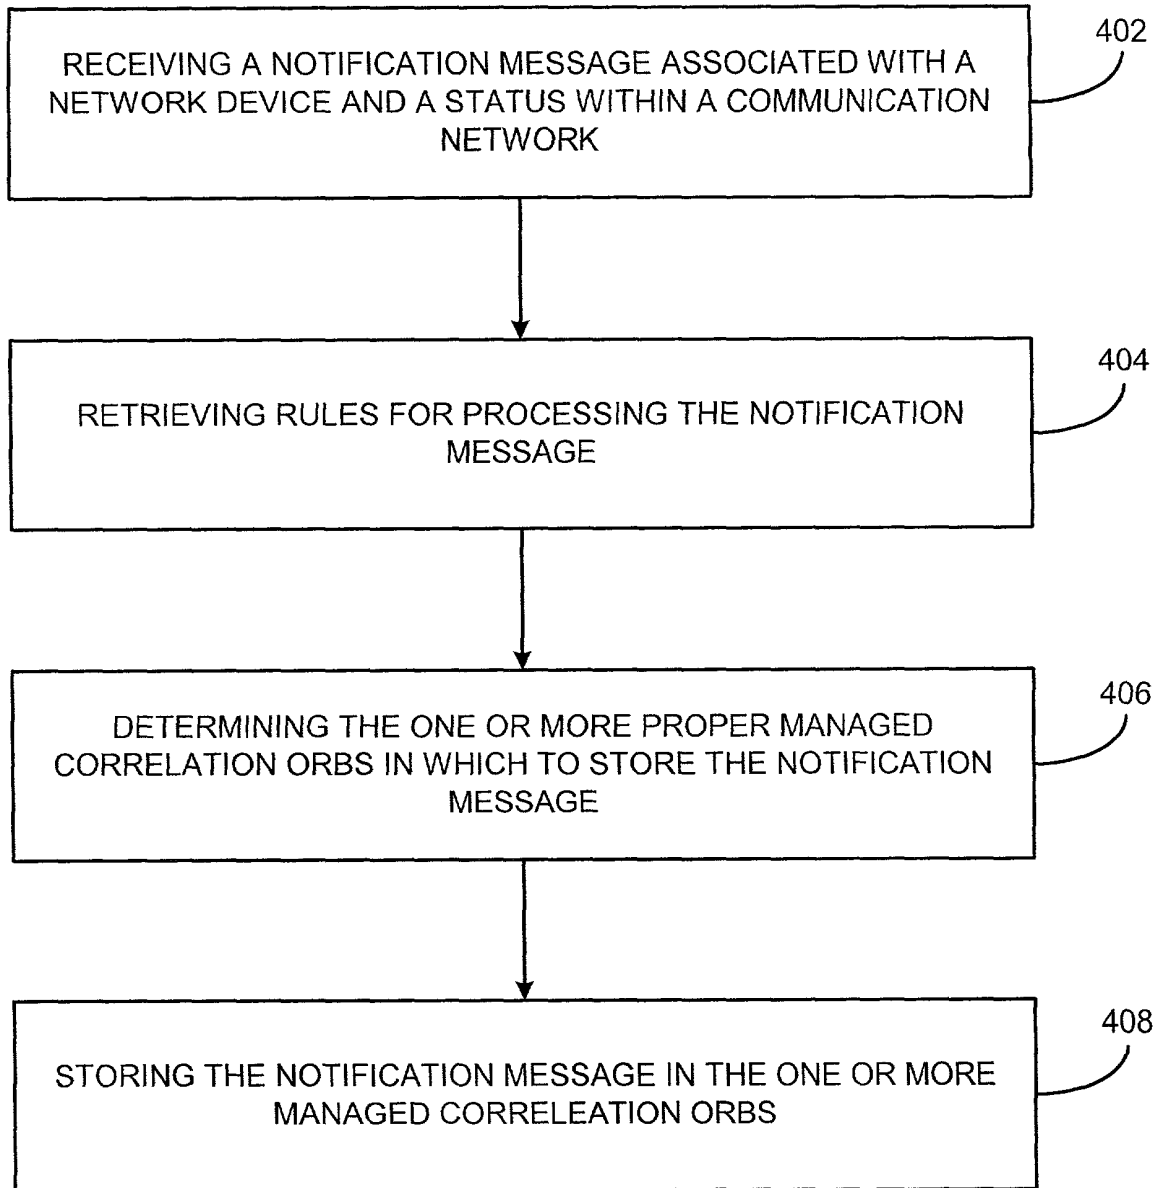 402
RECEIVING A NOTIFICATION MESSAGE ASSOCIATED WITH A
NETWORK DEVICE AND A STATUS WITHIN A COMMUNICATION
NETWORK
404
RETRIEVING RULES FOR PROCESSING THE NOTIFICATION
MESSAGE
406
DETERMINING THE ONE OR MORE PROPER MANAGED
CORRELATION ORBS IN WHICH TO STORE THE NOTIFICATION
MESSAGE
408
STORING THE NOTIFICATION MESSAGE IN THE ONE OR MORE
MANAGED CORRELEATION ORBS